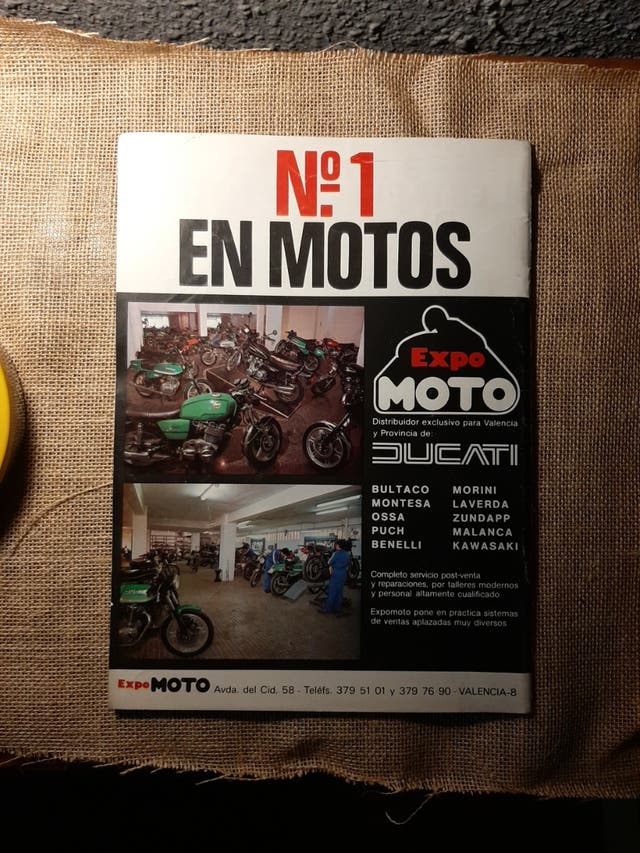 Nº 1
EN MOTOS
Expo
MOTO
Distribuidor exclusivo para Valencia
y Provincia de:
DUCATI
BULTACO MORINI
MONTESA LAVERDA
OSSA ZUNDAPP
PUCH MALANCA
BENELLI KAWASAKI
Completo servicio post-venta
y reparaciones, por talleres modernos
y personal altamente cualificado
Expomoto pone en practica sistemas
de ventas aplazadas muy diversos
Expo MOTO Avda. del Cid, 58 - Teléfs. 379 51 01 y 379 76 90 - VALENCIA-8